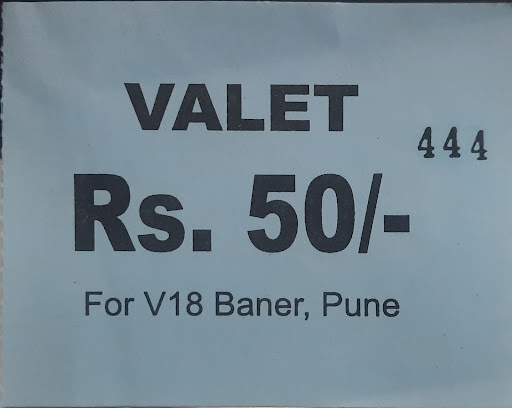 VALET
444
Rs. 50/-
For V18 Baner, Pune